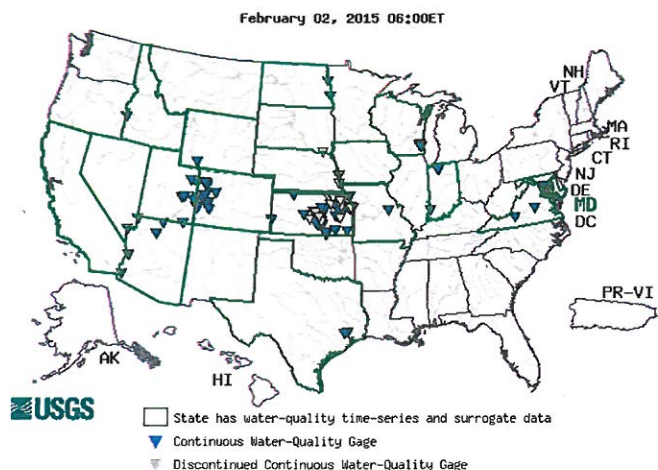 February 02, 2015 06:00ET
NH
VT
MA
RI
CT
NJ
DE
MD
DC
PR-VI
AK
HI
USGS
State has water-quality time-series and surrogate data
Continuous Water-Quality Gage
Discontinued Continuous Water-Quality Gage